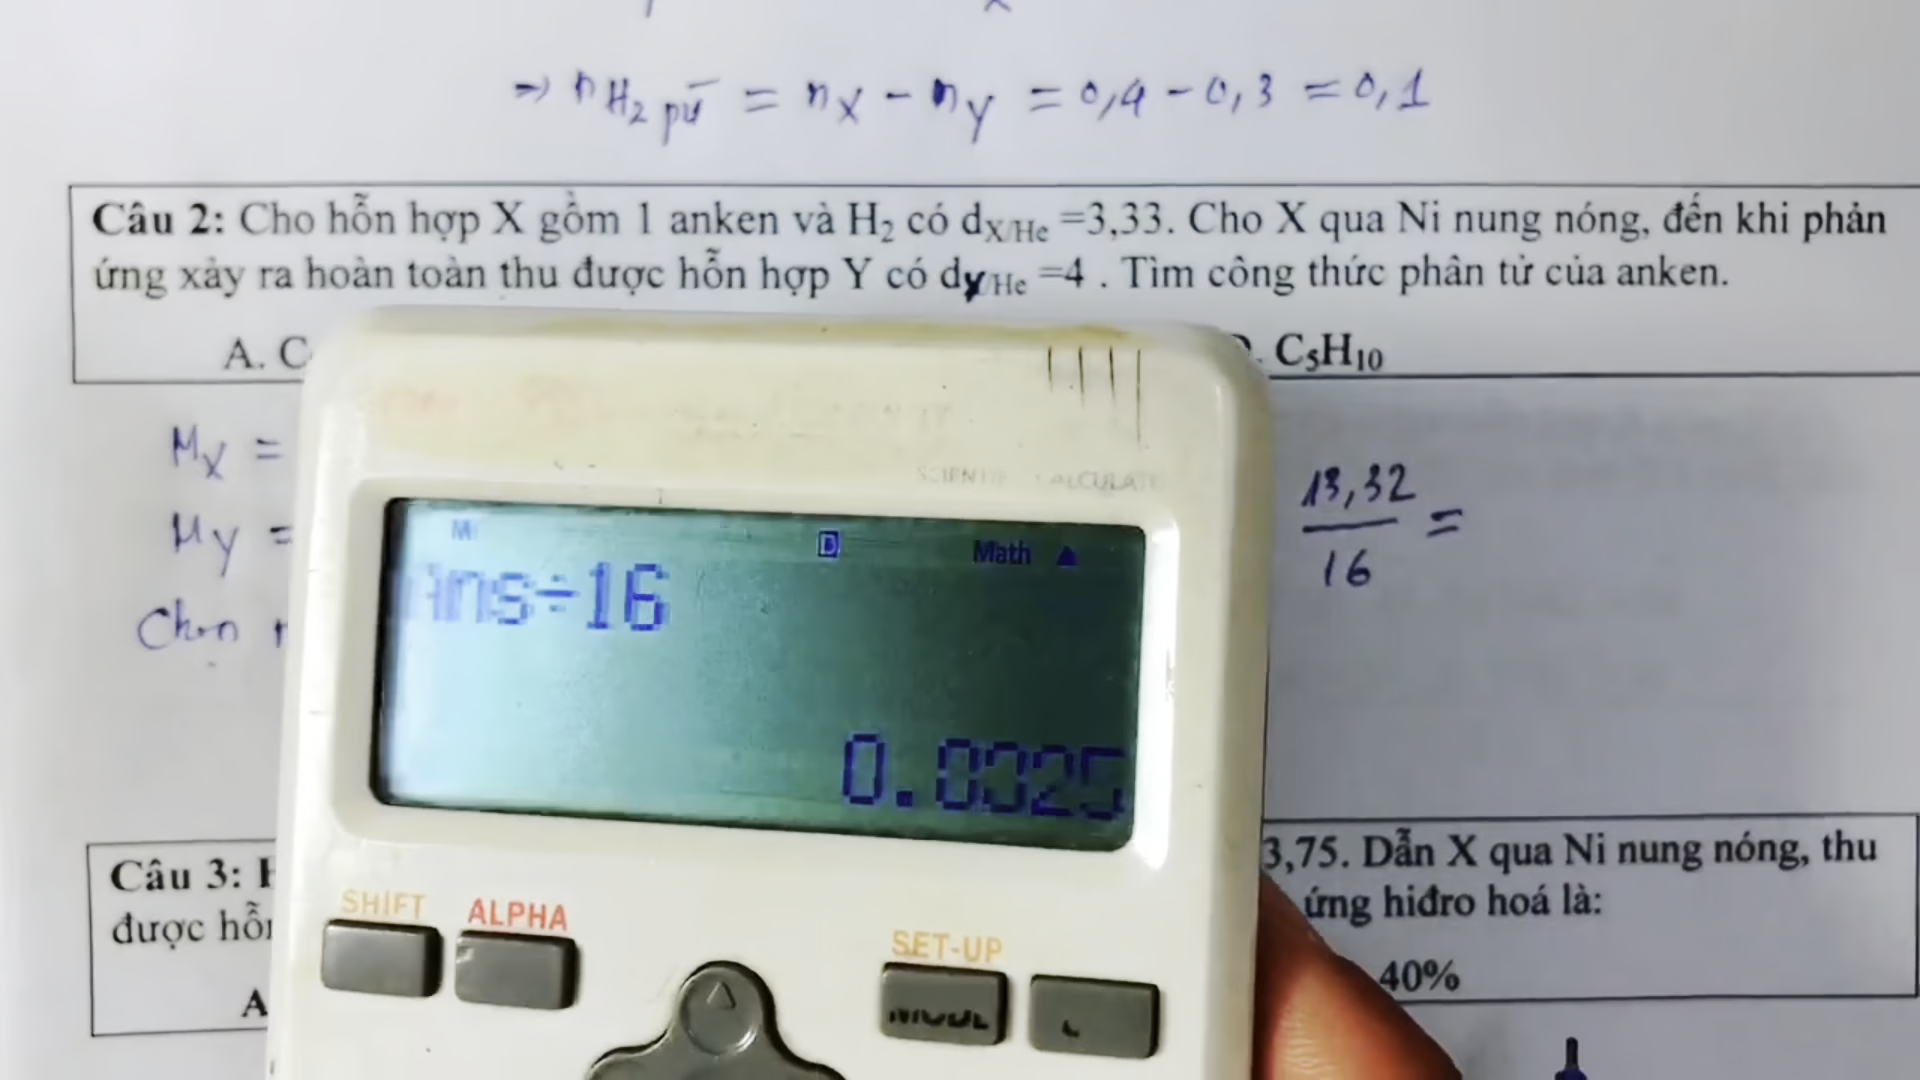 => nH₂ pứ = nX - nY = 0,4 - 0,3 = 0,1
Câu 2: Cho hỗn hợp X gồm 1 anken và H₂ có dX/He =3,33. Cho X qua Ni nung nóng, đến khi phản
ứng xảy ra hoàn toàn thu được hỗn hợp Y có dY/He =4 . Tìm công thức phân tử của anken.
A. C
. C₅H₁₀
MX =
13,32
MY =
16
=
Chọn
SCIENTIFIC CALCULAT
M
D
Math ▲
Ans÷16
0.8325
Câu 3:
3,75. Dẫn X qua Ni nung nóng, thu
được hỗ
ứng hiđro hoá là:
A
40%
SHIFT
ALPHA
SET-UP